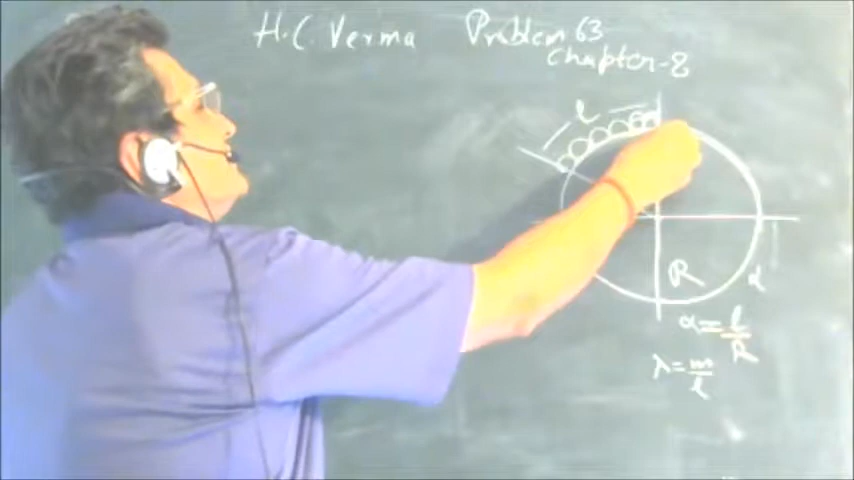 H.C. Verma Problem 63
Chapter-8
l
R
α
α = l/R
λ = m/l